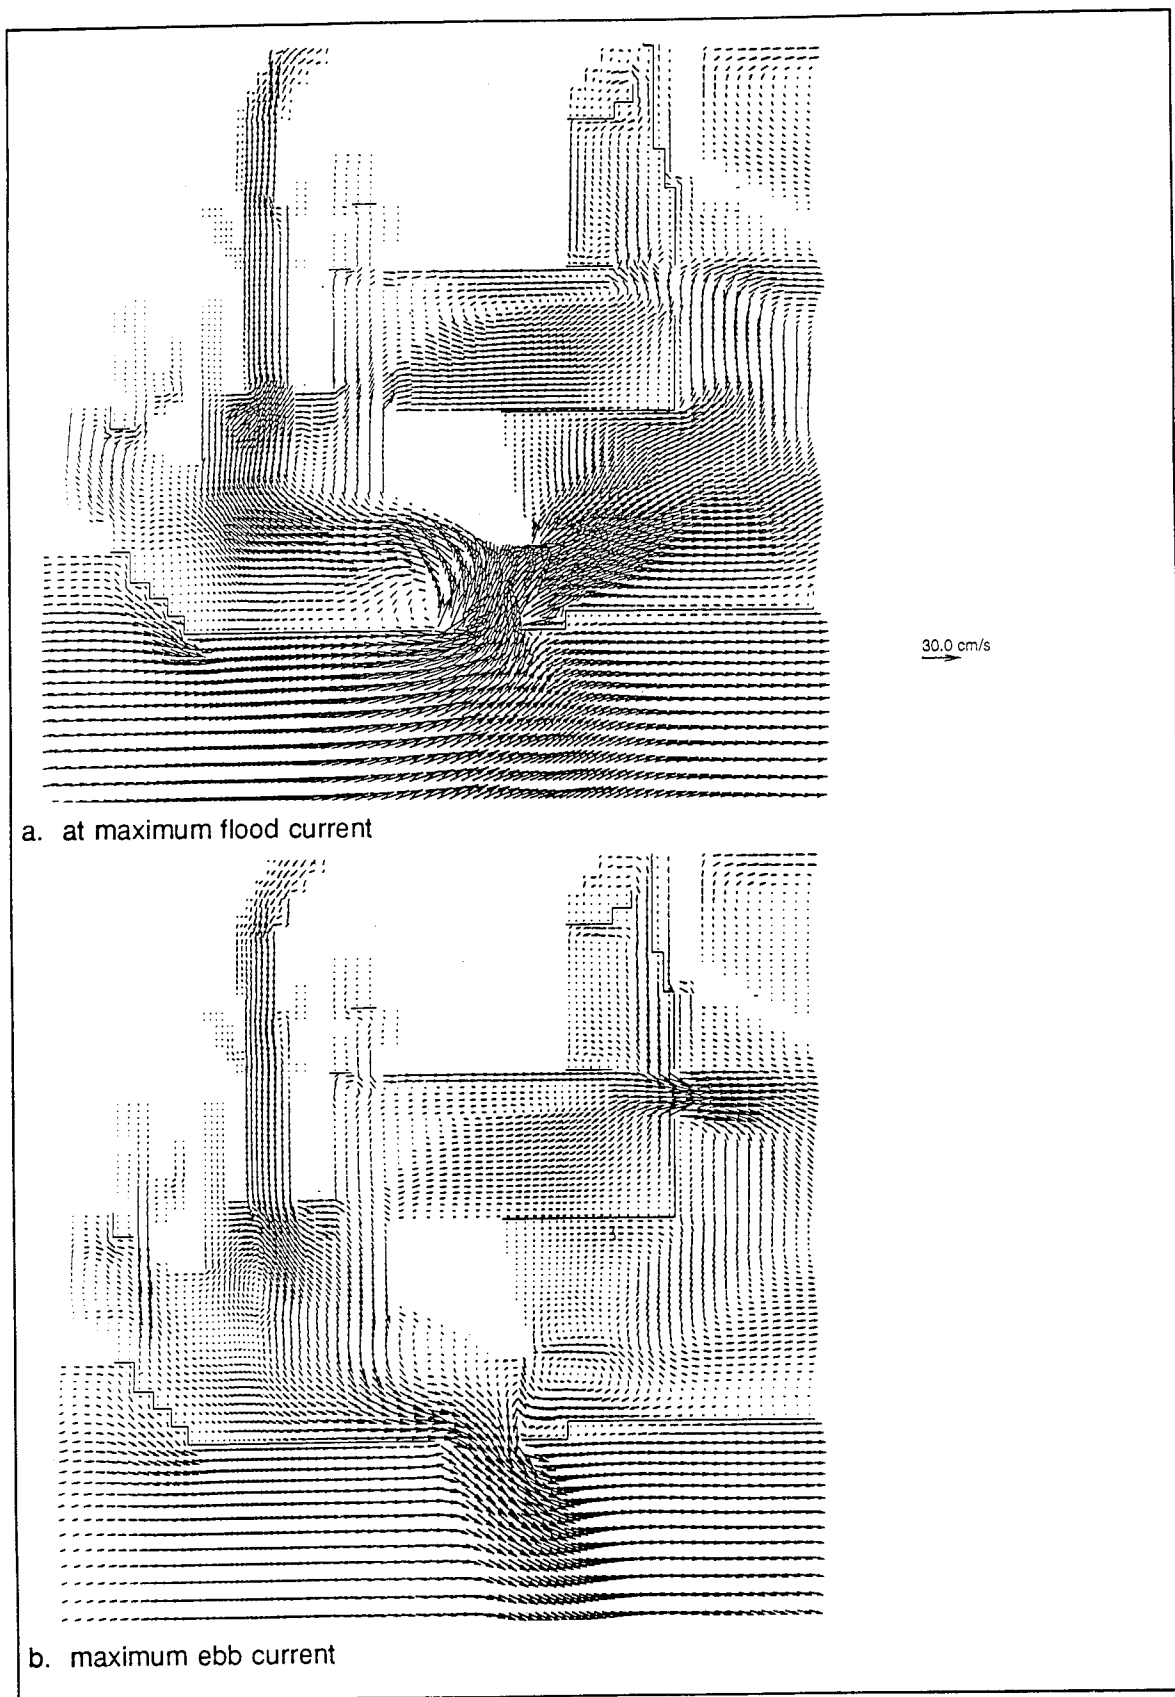 30.0 cm/s
a. at maximum flood current
b. maximum ebb current